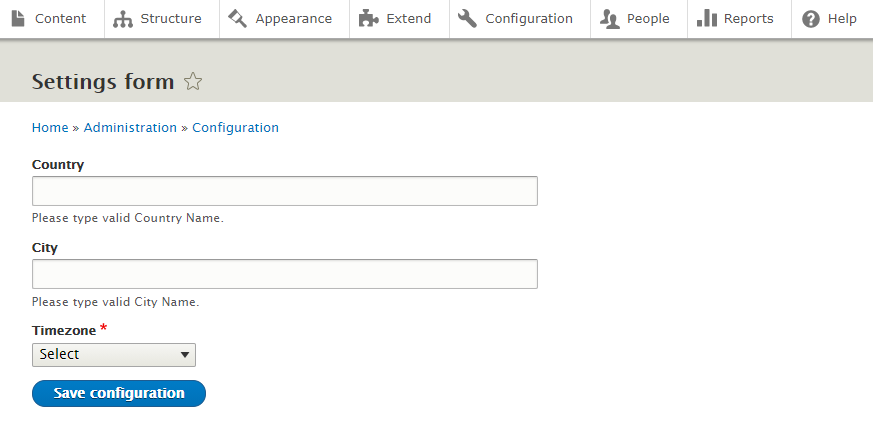 Content Structure Appearance Extend Configuration People Reports Help
Settings form
Home » Administration » Configuration
Country
Please type valid Country Name.
City
Please type valid City Name.
Timezone *
Select
Save configuration